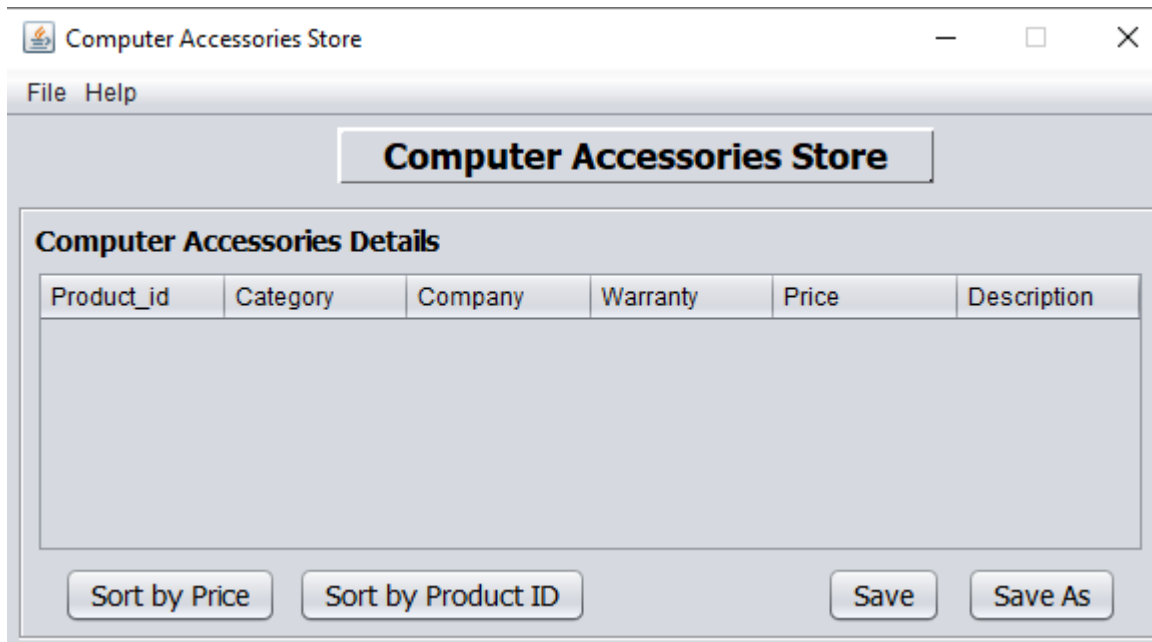 Computer Accessories Store
File Help
Computer Accessories Store
Computer Accessories Details
Product_id Category Company Warranty Price Description
Sort by Price Sort by Product ID Save Save As